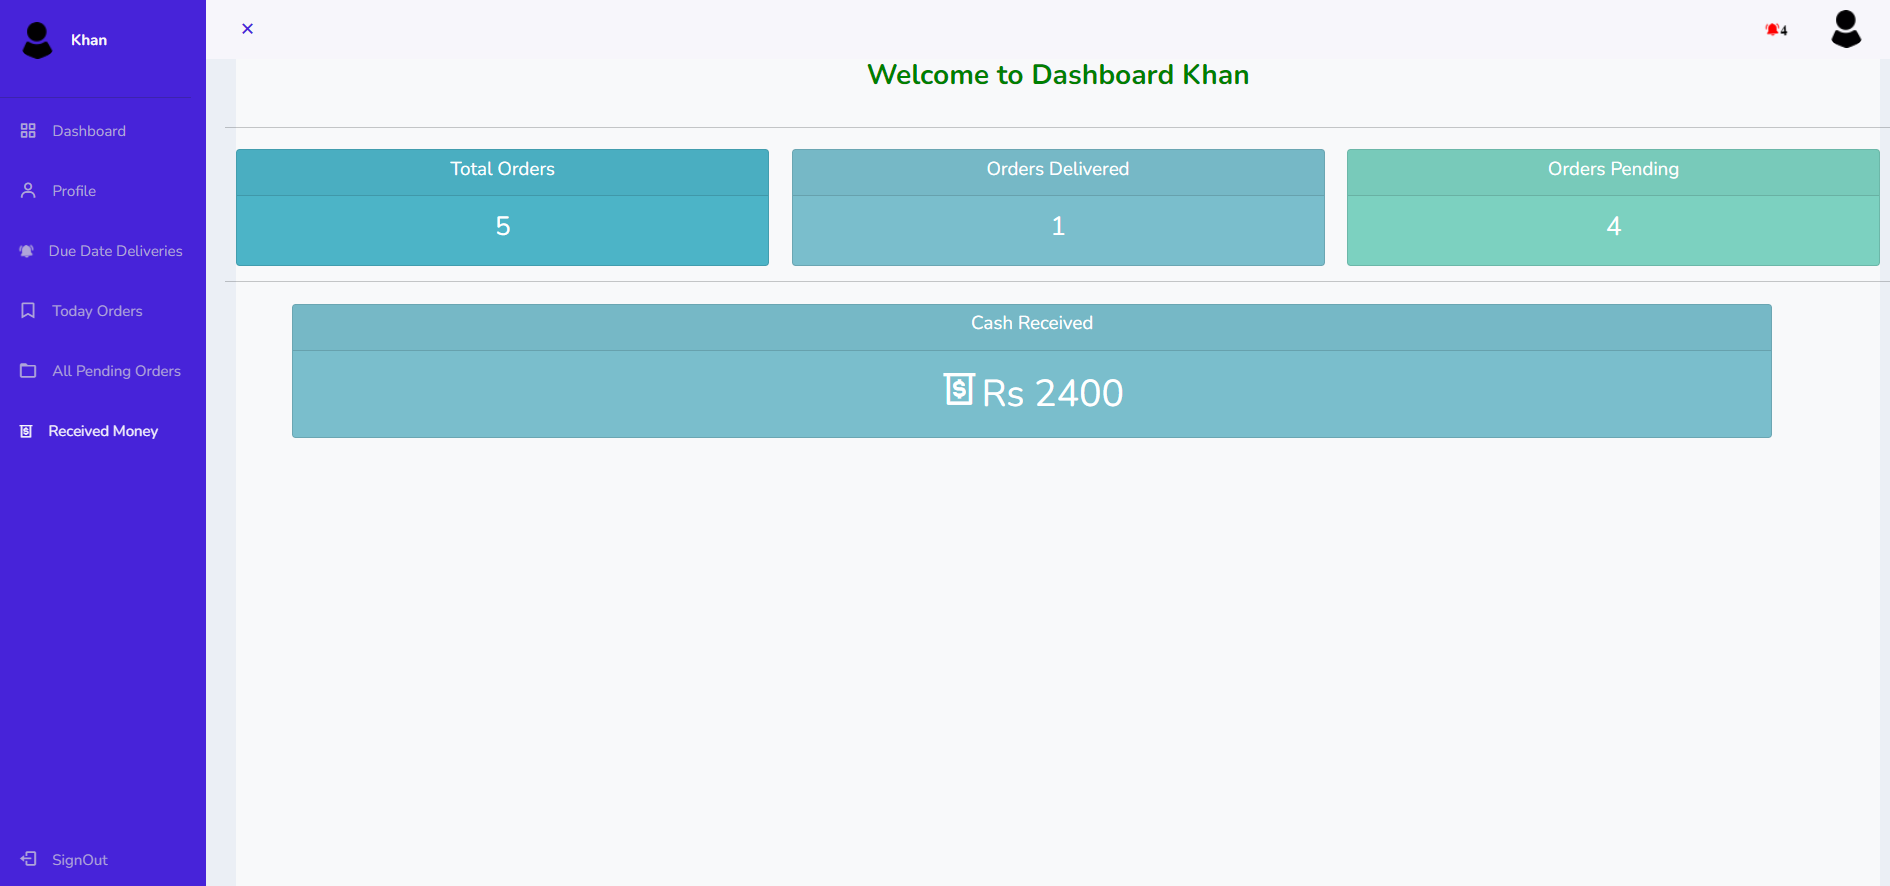 Khan
Dashboard
Profile
Due Date Deliveries
Today Orders
All Pending Orders
Received Money
SignOut
4
Welcome to Dashboard Khan
Total Orders
5
Orders Delivered
1
Orders Pending
4
Cash Received
Rs 2400